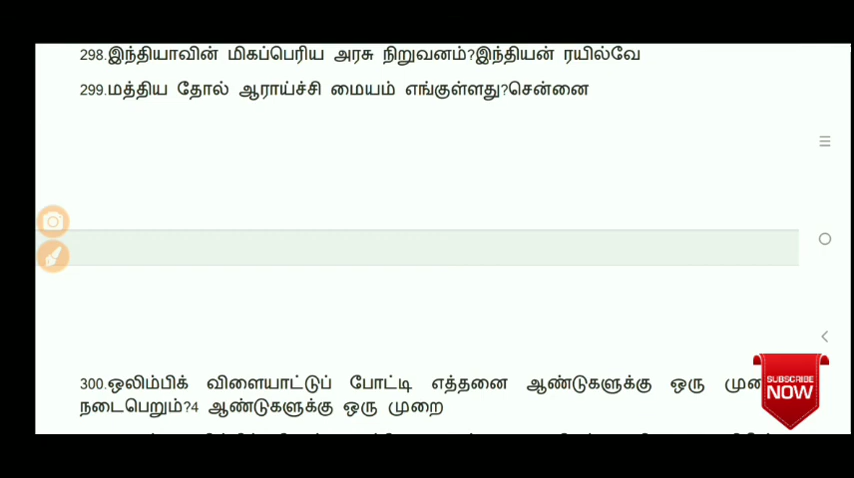 298.இந்தியாவின் மிகப்பெரிய அரசு நிறுவனம்?இந்தியன் ரயில்வே
299.மத்திய தோல் ஆராய்ச்சி மையம் எங்குள்ளது?சென்னை
300.ஒலிம்பிக் விளையாட்டுப் போட்டி எத்தனை ஆண்டுகளுக்கு ஒரு
நடைபெறும்?4 ஆண்டுகளுக்கு ஒரு முறை
SUBSCRIBE
NOW